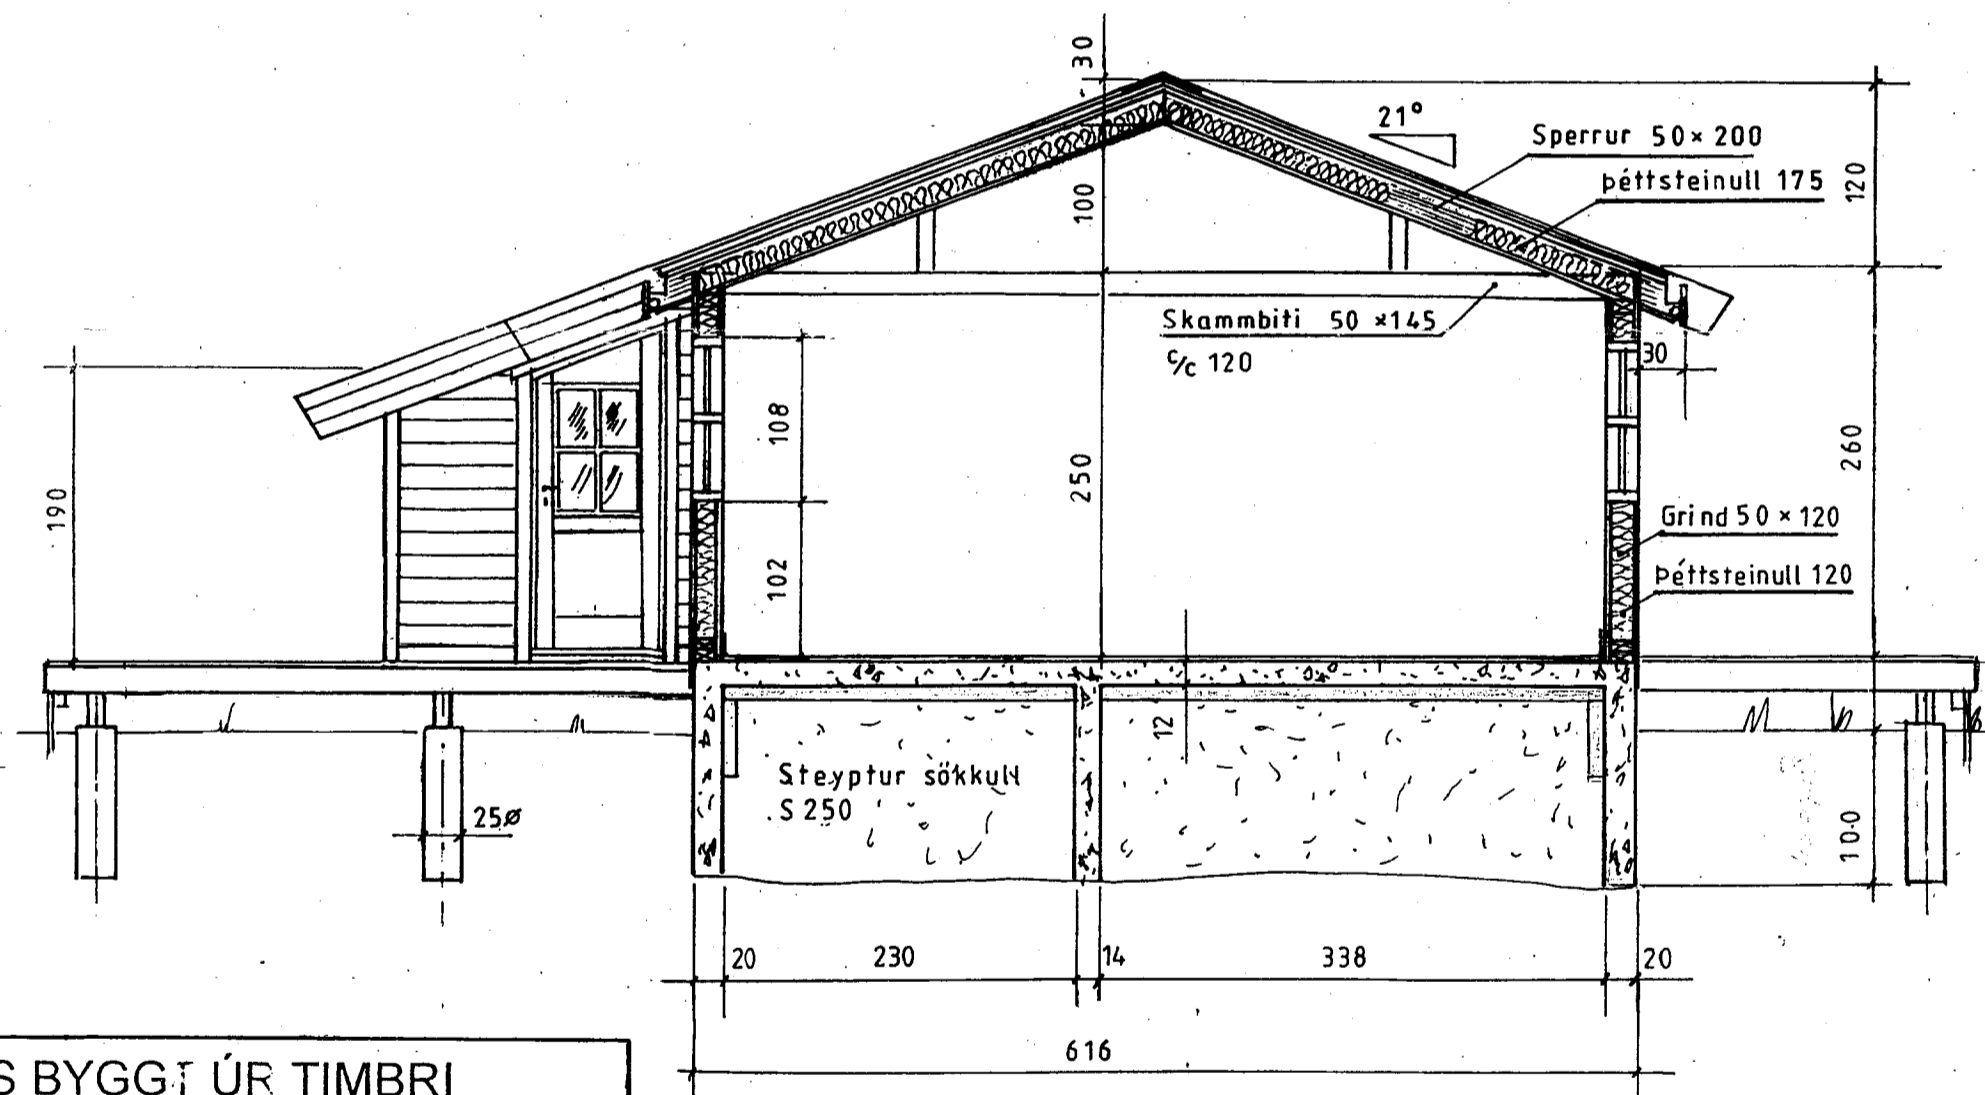 30
21°
Sperrur 50×200
þéttsteinull 175
120
100
Skammbiti 50×145
c/c 120
30
108
250
260
190
Grind 50×120
Þéttsteinull 120
102
12
Steyptur sökkull
S 250
25ø
100
20 230 14 338 20
616
S BYGGT ÚR TIMBRI